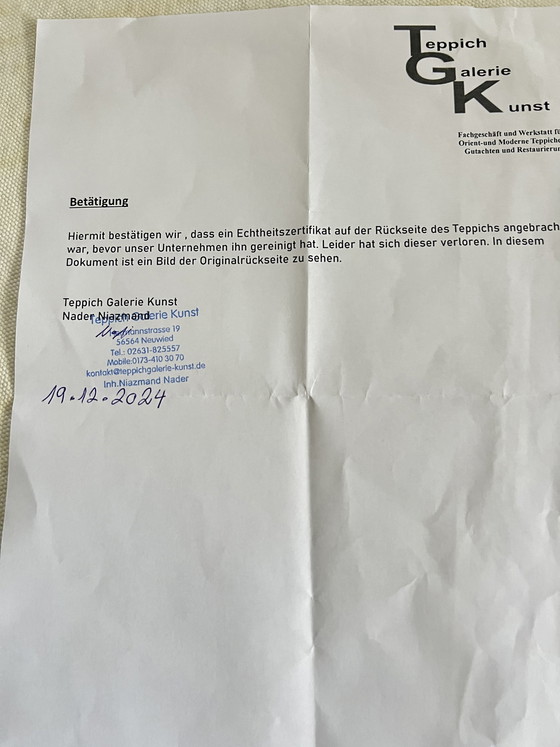 Teppich
Galerie
Kunst
Fachgeschäft und Werkstatt fü
Orient-und Moderne Teppiche
Gutachten und Restaurierun
Betätigung
Hiermit bestätigen wir , dass ein Echtheitszertifikat auf der Rückseite des Teppichs angebrach
war, bevor unser Unternehmen ihn gereinigt hat. Leider hat sich dieser verloren. In diesem
Dokument ist ein Bild der Originalrückseite zu sehen.
Teppich Galerie Kunst
Nader Niazmand
Teppich Galerie Kunst
56564 Neuwied
Tel.: 02631-825557
Mobile:0173-410 30 70
kontakt@teppichgalerie-kunst.de
Inh.Niazmand Nader
19.12.2024